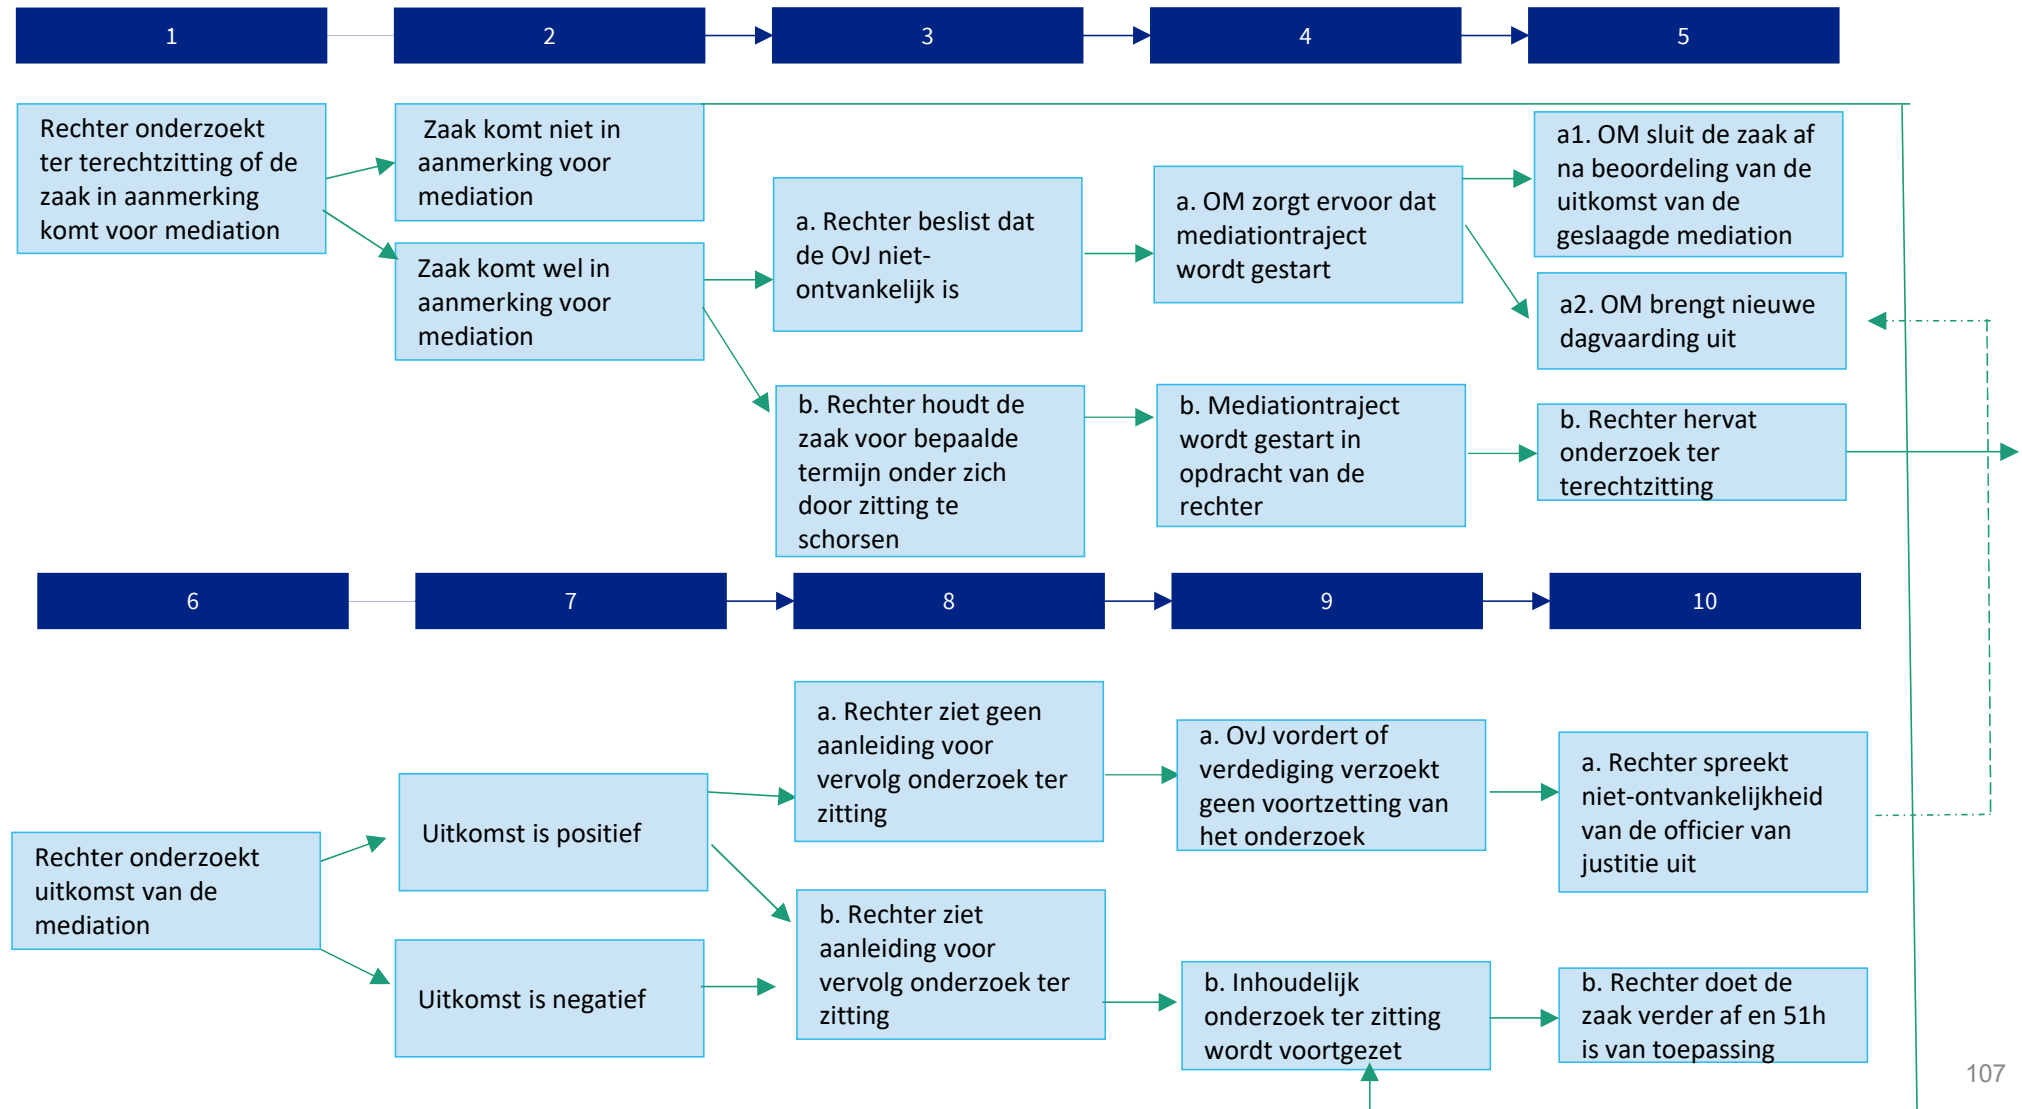 1
2
3
4
5
Rechter onderzoekt
ter terechtzitting of de
zaak in aanmerking
komt voor mediation
Zaak komt niet in
aanmerking voor
mediation
Zaak komt wel in
aanmerking voor
mediation
a. Rechter beslist dat
de OvJ niet-
ontvankelijk is
b. Rechter houdt de
zaak voor bepaalde
termijn onder zich
door zitting te
schorsen
a. OM zorgt ervoor dat
mediationtraject
wordt gestart
b. Mediationtraject
wordt gestart in
opdracht van de
rechter
a1. OM sluit de zaak af
na beoordeling van de
uitkomst van de
geslaagde mediation
a2. OM brengt nieuwe
dagvaarding uit
b. Rechter hervat
onderzoek ter
terechtzitting
6
7
8
9
10
Rechter onderzoekt
uitkomst van de
mediation
Uitkomst is positief
Uitkomst is negatief
a. Rechter ziet geen
aanleiding voor
vervolg onderzoek ter
zitting
b. Rechter ziet
aanleiding voor
vervolg onderzoek ter
zitting
a. OvJ vordert of
verdediging verzoekt
geen voortzetting van
het onderzoek
b. Inhoudelijk
onderzoek ter zitting
wordt voortgezet
a. Rechter spreekt
niet-ontvankelijkheid
van de officier van
justitie uit
b. Rechter doet de
zaak verder af en 51h
is van toepassing
107